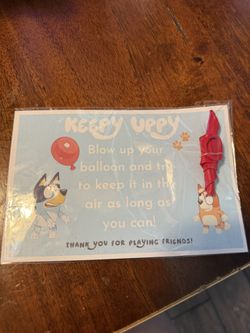 KEEPY UPPY
Blow up your
balloon and try
to keep it in the
air as long as
you can!
THANK YOU FOR PLAYING FRIENDS!